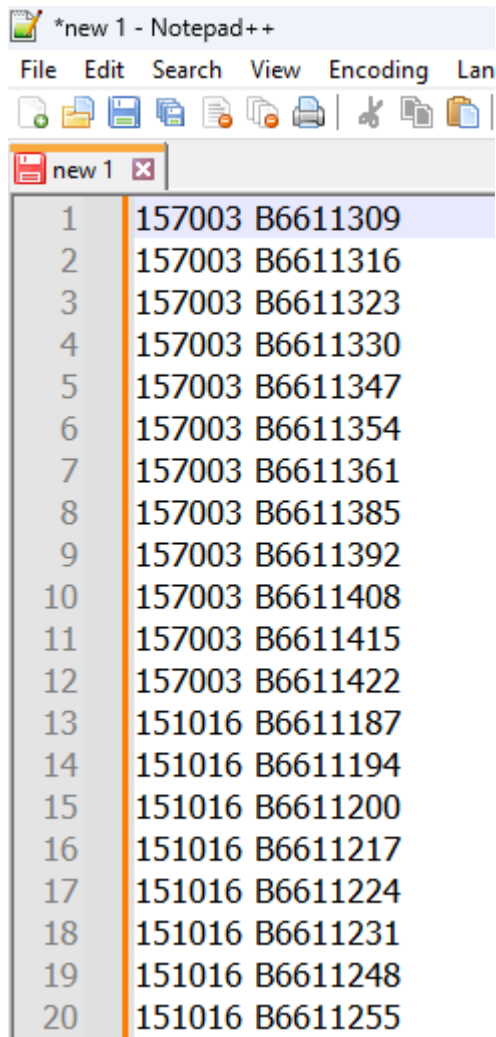 *new 1 - Notepad++
File Edit Search View Encoding Lan
new 1
1 157003 B6611309
2 157003 B6611316
3 157003 B6611323
4 157003 B6611330
5 157003 B6611347
6 157003 B6611354
7 157003 B6611361
8 157003 B6611385
9 157003 B6611392
10 157003 B6611408
11 157003 B6611415
12 157003 B6611422
13 151016 B6611187
14 151016 B6611194
15 151016 B6611200
16 151016 B6611217
17 151016 B6611224
18 151016 B6611231
19 151016 B6611248
20 151016 B6611255